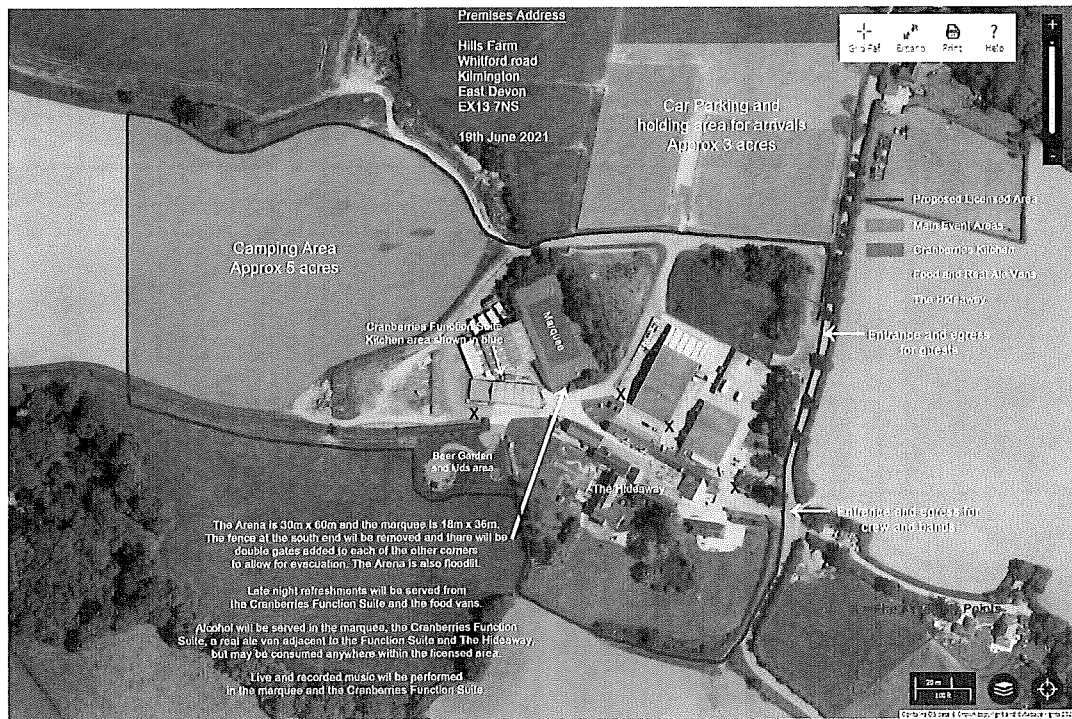 Premises Address
Hills Farm
Whitford road
Kilmington
East Devon
EX13 7NS
19th June 2021
Grid Ref
Expand
Print
Help
+
Car Parking and
holding area for arrivals
Approx 3 acres
Proposed Licensed Area
Main Event Areas
Cranberries Kitchen
Food and Real Ale Vans
The Hideaway
Camping Area
Approx 5 acres
Cranberries Function Suite
Kitchen area shown in blue
Marquee
Entrance and egress
for guests
X
X
X
X
Beer Garden
and kids area
The Hideaway
Entrance and egress for
crew and bands
The Arena is 30m x 60m and the marquee is 18m x 36m.
The fence at the south end wil be removed and there will be
double gates added to each of the other corners
to allow for evacuation. The Arena is also floodlit.
Late night refreshments will be served from
the Cranberries Function Suite and the food vans.
Alcohol will be served in the marquee, the Cranberries Function
Suite, a real ale van adjacent to the Function Suite and The Hideaway,
but may be consumed anywhere within the licensed area.
Live and recorded music will be performed
in the marquee and the Cranberries Function Suite
Points
20 m
100 ft